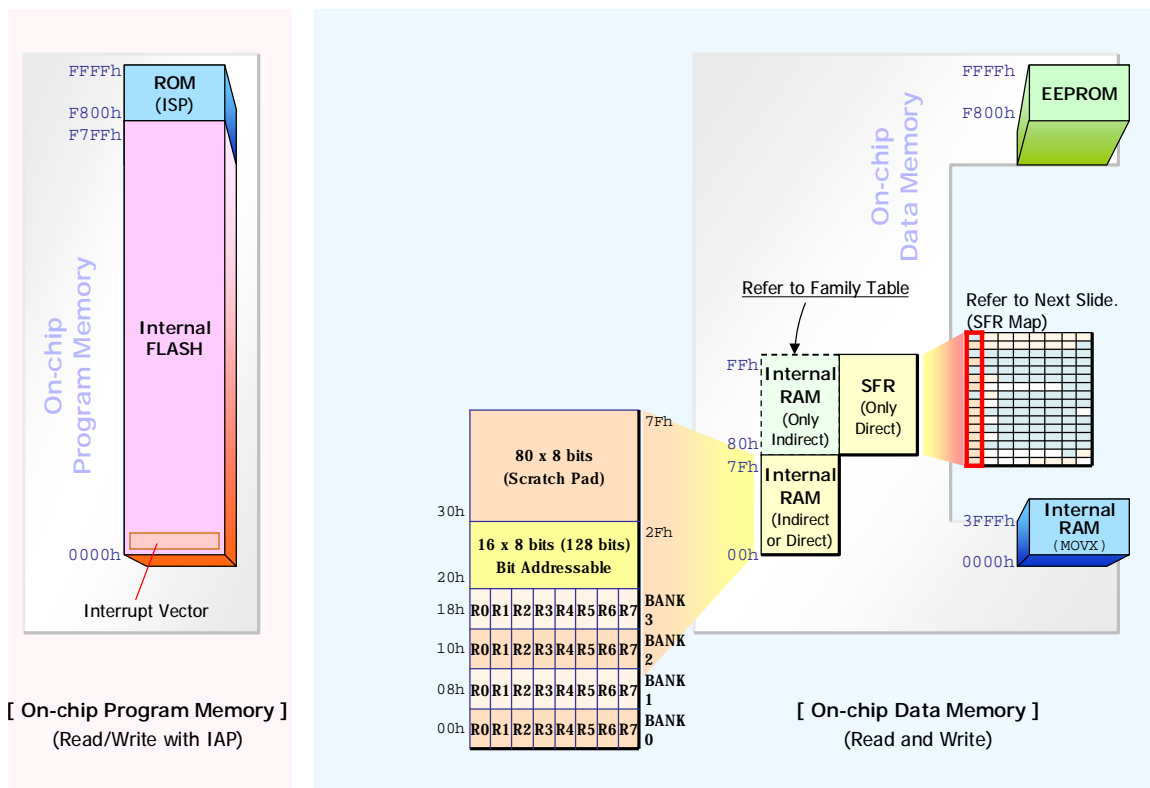 FFFFh
ROM
(ISP)
F800h
F7FFh
On-chip
Program Memory
Internal
FLASH
0000h
Interrupt Vector
[ On-chip Program Memory ]
(Read/Write with IAP)
On-chip
Data Memory
FFFFh
EEPROM
F800h
Refer to Family Table
Refer to Next Slide.
(SFR Map)
FFh
Internal
RAM
(Only
Indirect)
80h
SFR
(Only
Direct)
7Fh
Internal
RAM
(Indirect
or Direct)
00h
3FFFh
Internal
RAM
(MOVX)
0000h
7Fh
80 x 8 bits
(Scratch Pad)
30h
2Fh
16 x 8 bits (128 bits)
Bit Addressable
20h
18h R0 R1 R2 R3 R4 R5 R6 R7 BANK
3
10h R0 R1 R2 R3 R4 R5 R6 R7 BANK
2
08h R0 R1 R2 R3 R4 R5 R6 R7 BANK
1
00h R0 R1 R2 R3 R4 R5 R6 R7 BANK
0
[ On-chip Data Memory ]
(Read and Write)